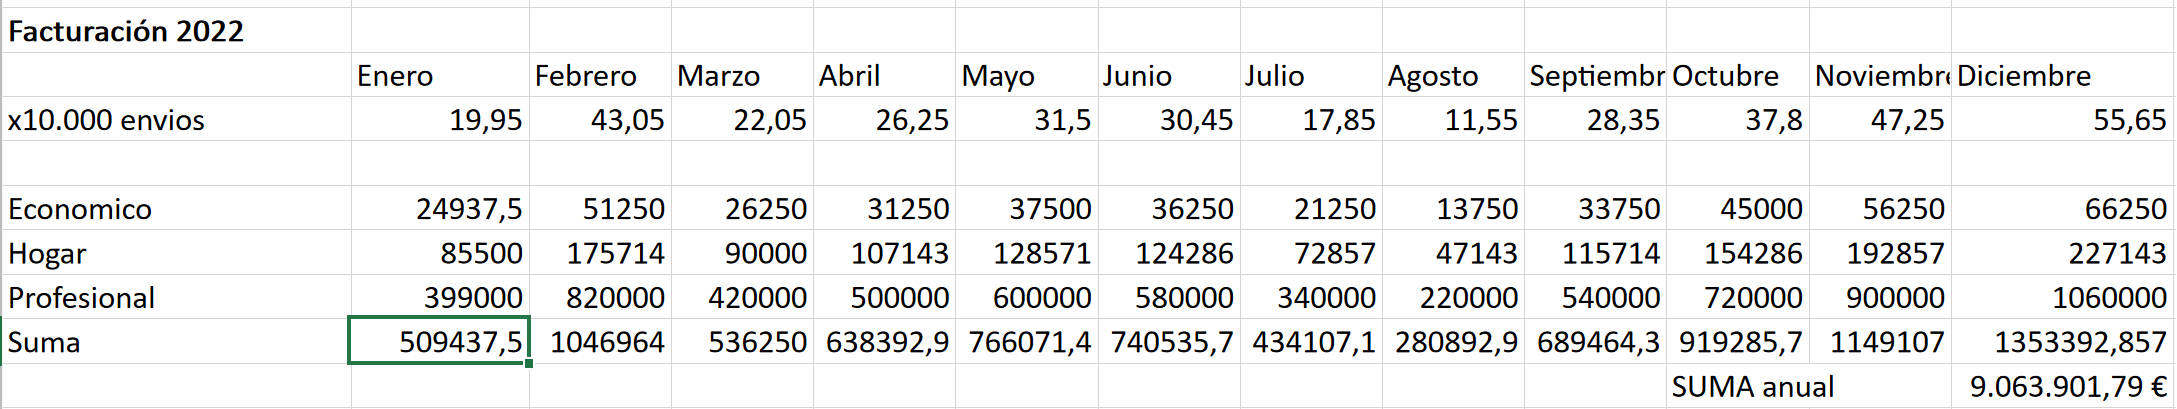 Facturación 2022
Enero Febrero Marzo Abril Mayo Junio Julio Agosto Septiembr Octubre Noviembre Diciembre
x10.000 envios 19,95 43,05 22,05 26,25 31,5 30,45 17,85 11,55 28,35 37,8 47,25 55,65
Economico 24937,5 51250 26250 31250 37500 36250 21250 13750 33750 45000 56250 66250
Hogar 85500 175714 90000 107143 128571 124286 72857 47143 115714 154286 192857 227143
Profesional 399000 820000 420000 500000 600000 580000 340000 220000 540000 720000 900000 1060000
Suma 509437,5 1046964 536250 638392,9 766071,4 740535,7 434107,1 280892,9 689464,3 919285,7 1149107 1353392,857
SUMA anual 9.063.901,79 €